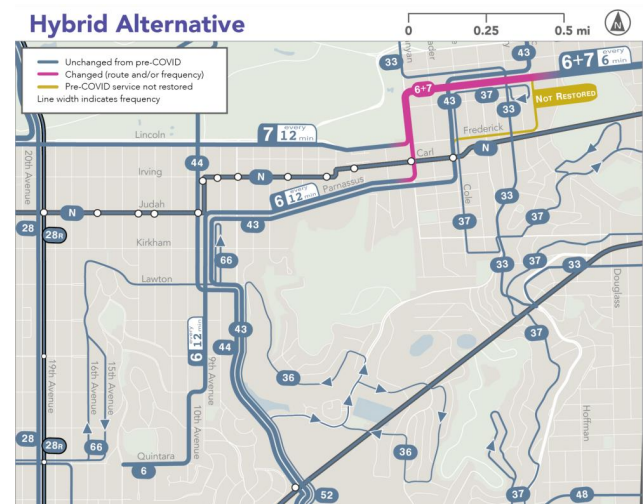 Hybrid Alternative
0 0.25 0.5 mi
N
Unchanged from pre-COVID
Changed (route and/or frequency)
Pre-COVID service not restored
Line width indicates frequency
33
43
6+7
6+7 every 6 min
43
37
33
NOT RESTORED
Lincoln
7 every 12 min
Frederick
20th Avenue
44
Carl
N
Irving
6 every 12 min
Parnassus
Judah
N
Cole
33
37
37
28
28R
43
Kirkham
66
33
37
33
Lawton
Douglass
6 12
43
44
37
19th Avenue
16th Avenue
15th Avenue
9th Avenue
10th Avenue
36
Hoffman
28
28R
66
Quintara
6
36
52
37
48